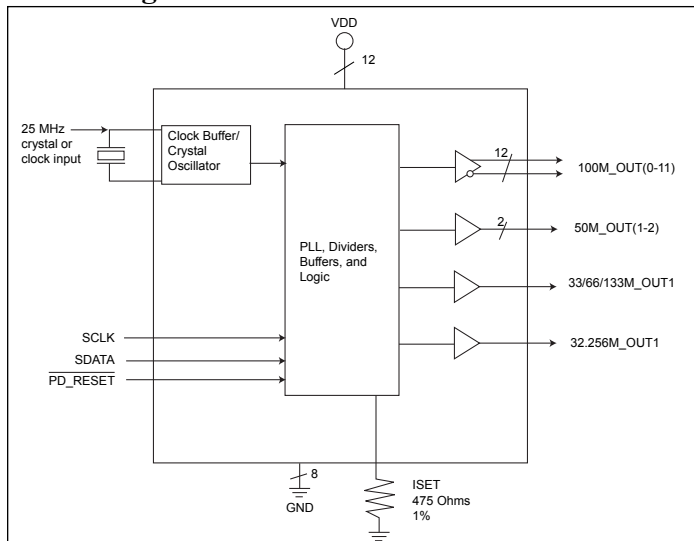 VDD
12
25 MHz
crystal or
clock input
Clock Buffer/
Crystal
Oscillator
PLL, Dividers,
Buffers, and
Logic
12
100M_OUT(0-11)
2
50M_OUT(1-2)
33/66/133M_OUT1
32.256M_OUT1
SCLK
SDATA
PD_RESET
8
GND
ISET
475 Ohms
1%